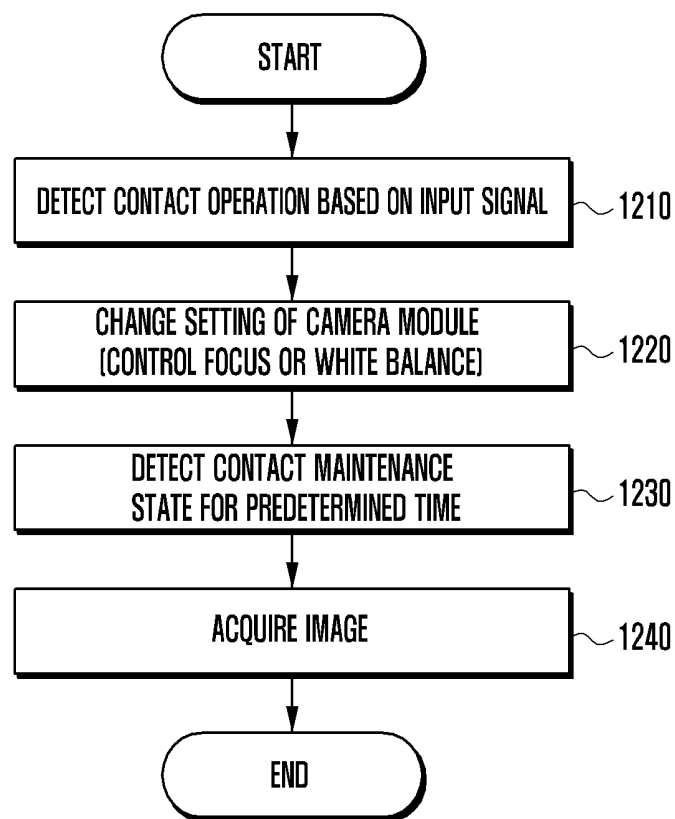 START
DETECT CONTACT OPERATION BASED ON INPUT SIGNAL
1210
CHANGE SETTING OF CAMERA MODULE
(CONTROL FOCUS OR WHITE BALANCE)
1220
DETECT CONTACT MAINTENANCE
STATE FOR PREDETERMINED TIME
1230
ACQUIRE IMAGE
1240
END